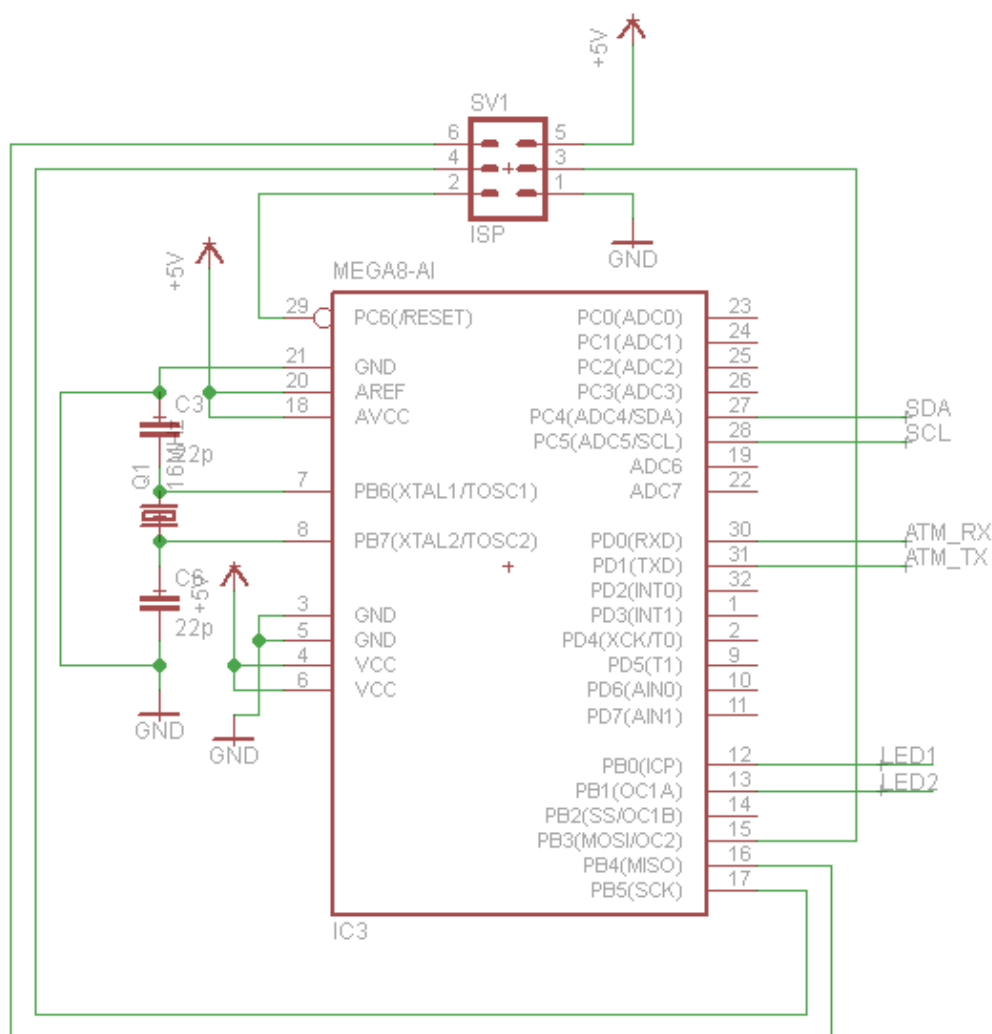 +5V
SV1
6 5
4 3
2 1
ISP
GND
+5V
MEGA8-AI
29 PC6(/RESET) PC0(ADC0) 23
PC1(ADC1) 24
21 GND PC2(ADC2) 25
20 AREF PC3(ADC3) 26
18 AVCC PC4(ADC4/SDA) 27 SDA
PC5(ADC5/SCL) 28 SCL
C3
22p
ADC6 19
Q1
16MHz
7 PB6(XTAL1/TOSC1) ADC7 22
8 PB7(XTAL2/TOSC2) PD0(RXD) 30 ATM_RX
PD1(TXD) 31 ATM_TX
C6
+5V
22p
PD2(INT0) 32
3 GND PD3(INT1) 1
5 GND PD4(XCK/T0) 2
4 VCC PD5(T1) 9
6 VCC PD6(AIN0) 10
PD7(AIN1) 11
GND
GND
PB0(ICP) 12 LED1
PB1(OC1A) 13 LED2
PB2(SS/OC1B) 14
PB3(MOSI/OC2) 15
PB4(MISO) 16
PB5(SCK) 17
IC3